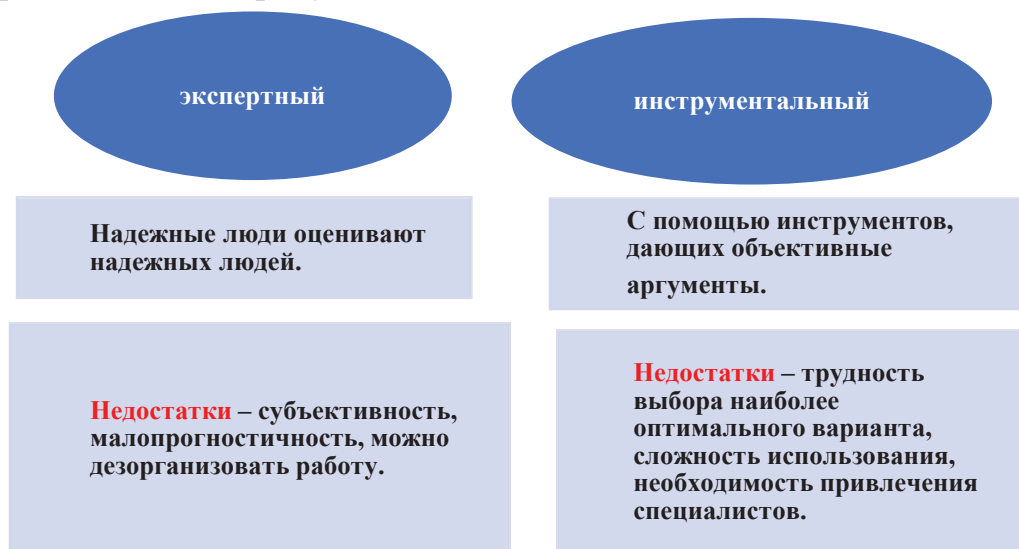 экспертный
инструментальный
Надежные люди оценивают
надежных людей.
С помощью инструментов,
дающих объективные
аргументы.
Недостатки – субъективность,
малопрогностичность, можно
дезорганизовать работу.
Недостатки – трудность
выбора наиболее
оптимального варианта,
сложность использования,
необходимость привлечения
специалистов.